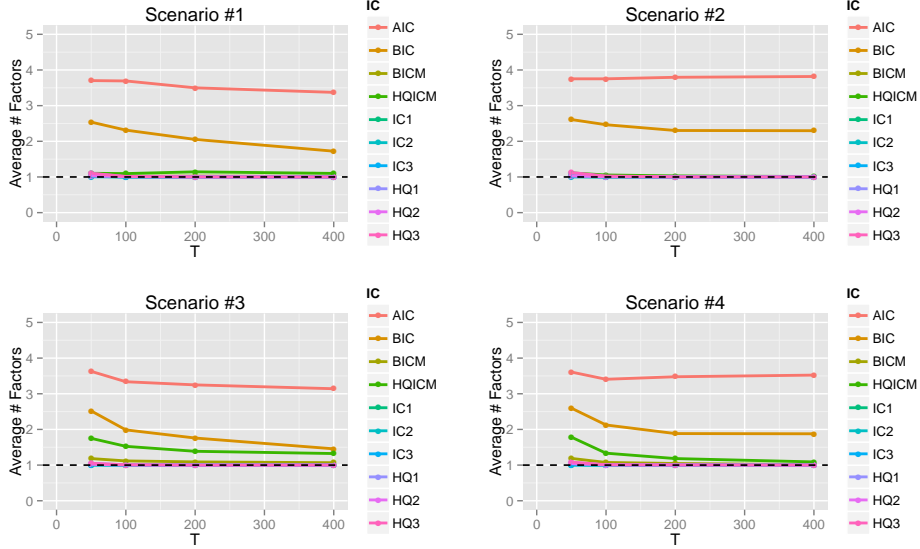 Scenario #1
Average # Factors
5
4
3
2
1
0
0
100
200
300
400
T
IC
AIC
BIC
BICM
HQICM
IC1
IC2
IC3
HQ1
HQ2
HQ3
Scenario #2
Average # Factors
5
4
3
2
1
0
0
100
200
300
400
T
IC
AIC
BIC
BICM
HQICM
IC1
IC2
IC3
HQ1
HQ2
HQ3
Scenario #3
Average # Factors
5
4
3
2
1
0
0
100
200
300
400
T
IC
AIC
BIC
BICM
HQICM
IC1
IC2
IC3
HQ1
HQ2
HQ3
Scenario #4
Average # Factors
5
4
3
2
1
0
0
100
200
300
400
T
IC
AIC
BIC
BICM
HQICM
IC1
IC2
IC3
HQ1
HQ2
HQ3